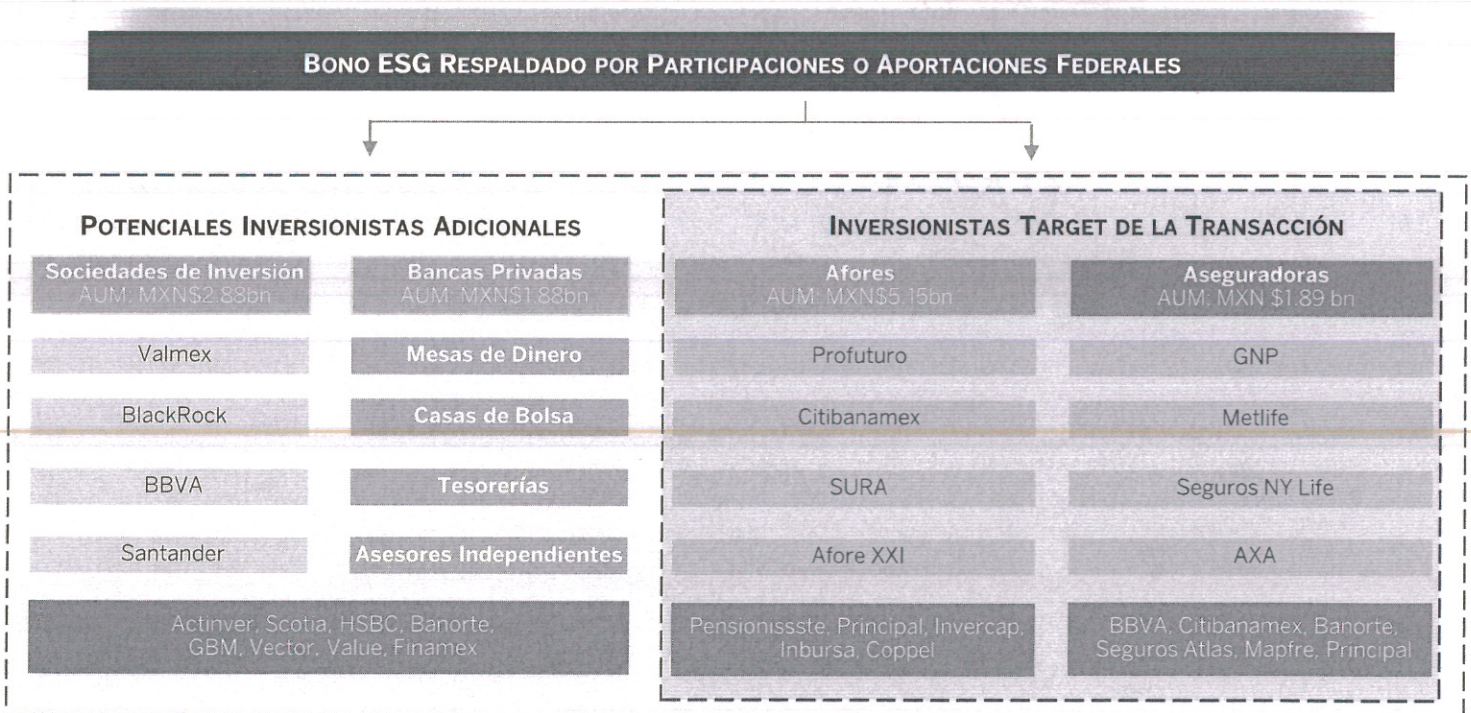 BONO ESG RESPALDADO POR PARTICIPACIONES O APORTACIONES FEDERALES
POTENCIALES INVERSIONISTAS ADICIONALES
Sociedades de Inversión
AUM: MXN$2.88bn
Bancas Privadas
AUM: MXN$1.88bn
Valmex
Mesas de Dinero
BlackRock
Casas de Bolsa
BBVA
Tesorerías
Santander
Asesores Independientes
Actinver, Scotia, HSBC, Banorte,
GBM, Vector, Value, Finamex
INVERSIONISTAS TARGET DE LA TRANSACCIÓN
Afores
AUM: MXN$5.15bn
Aseguradoras
AUM: MXN $1.89 bn
Profuturo
GNP
Citibanamex
Metlife
SURA
Seguros NY Life
Afore XXI
AXA
Pensionissste, Principal, Invercap,
Inbursa, Coppel
BBVA, Citibanamex, Banorte,
Seguros Atlas, Mapfre, Principal